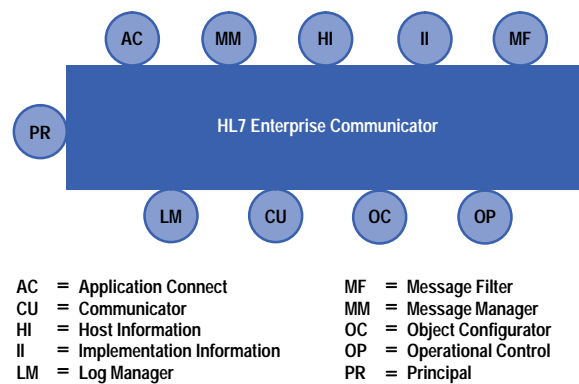 AC MM HI II MF
PR
HL7 Enterprise Communicator
LM CU OC OP
AC = Application Connect
CU = Communicator
HI = Host Information
II = Implementation Information
LM = Log Manager
MF = Message Filter
MM = Message Manager
OC = Object Configurator
OP = Operational Control
PR = Principal